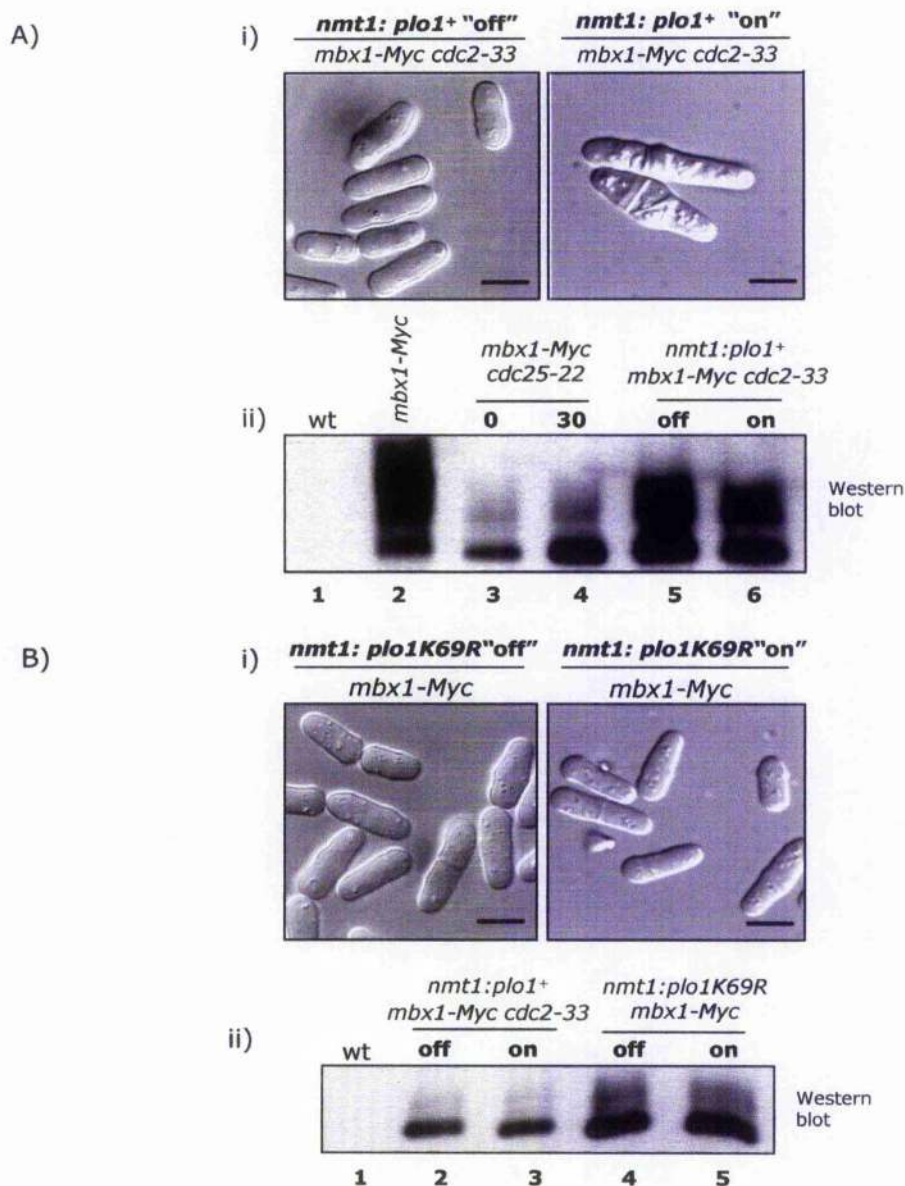 A)
i)
nmt1: plo1+ "off"
mbx1-Myc cdc2-33
nmt1: plo1+ "on"
mbx1-Myc cdc2-33
ii)
wt
mbx1-Myc
mbx1-Myc
cdc25-22
0 30
nmt1:plo1+
mbx1-Myc cdc2-33
off on
Western
blot
1 2 3 4 5 6
B)
i)
nmt1: plo1K69R"off"
mbx1-Myc
nmt1: plo1K69R"on"
mbx1-Myc
ii)
wt
nmt1:plo1+
mbx1-Myc cdc2-33
off on
nmt1:plo1K69R
mbx1-Myc
off on
Western
blot
1 2 3 4 5